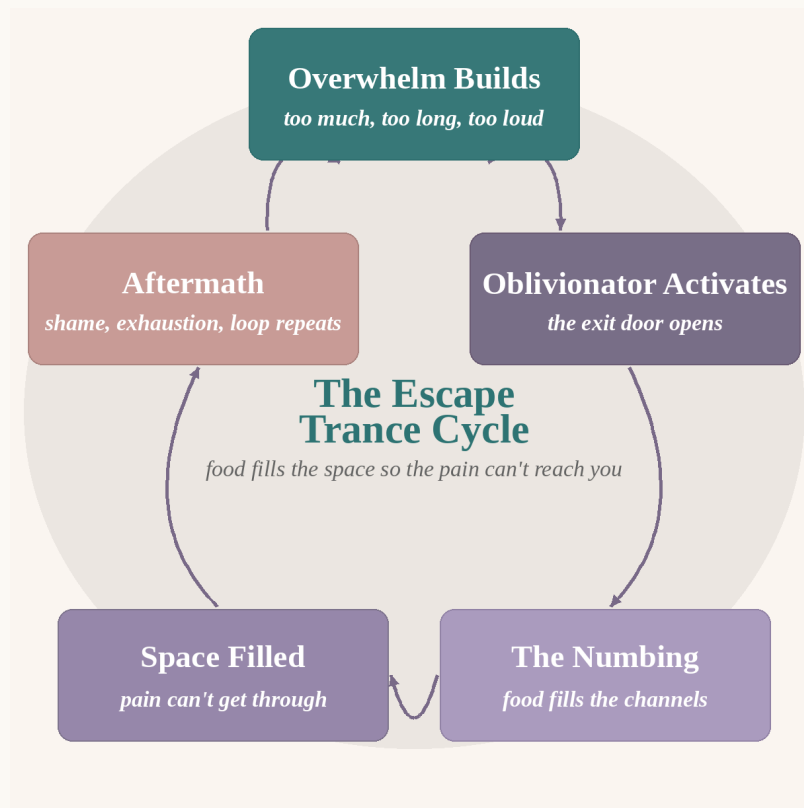 Overwhelm Builds
too much, too long, too loud
Aftermath
shame, exhaustion, loop repeats
Oblivionator Activates
the exit door opens
The Escape
Trance Cycle
food fills the space so the pain can't reach you
Space Filled
pain can't get through
The Numbing
food fills the channels